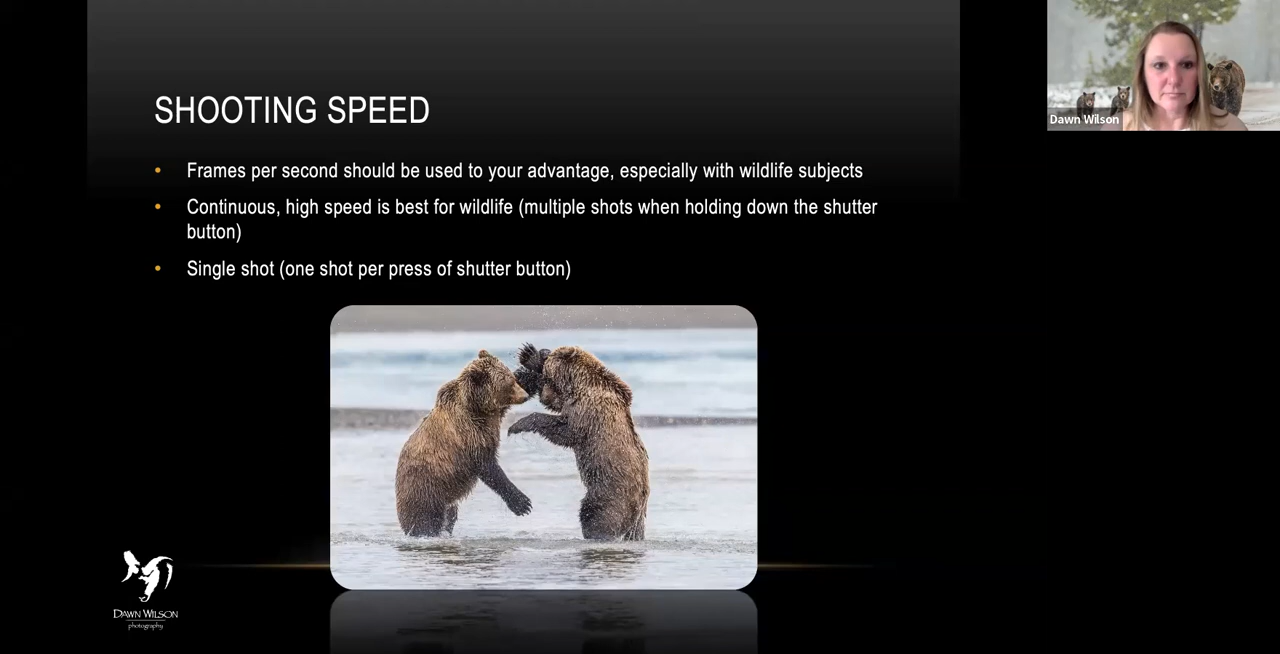 SHOOTING SPEED
Frames per second should be used to your advantage, especially with wildlife subjects
Continuous, high speed is best for wildlife (multiple shots when holding down the shutter
button)
Single shot (one shot per press of shutter button)
Dawn Wilson
DAWN WILSON
photography